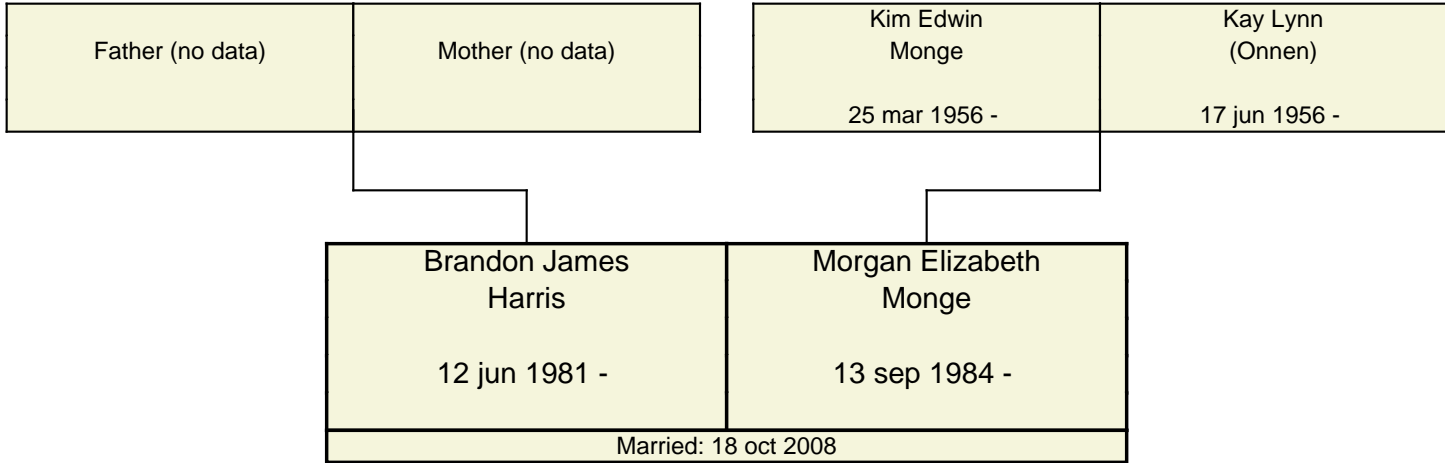 Father (no data)
Mother (no data)
Kim Edwin
Monge
25 mar 1956 -
Kay Lynn
(Onnen)
17 jun 1956 -
Brandon James
Harris
12 jun 1981 -
Morgan Elizabeth
Monge
13 sep 1984 -
Married: 18 oct 2008